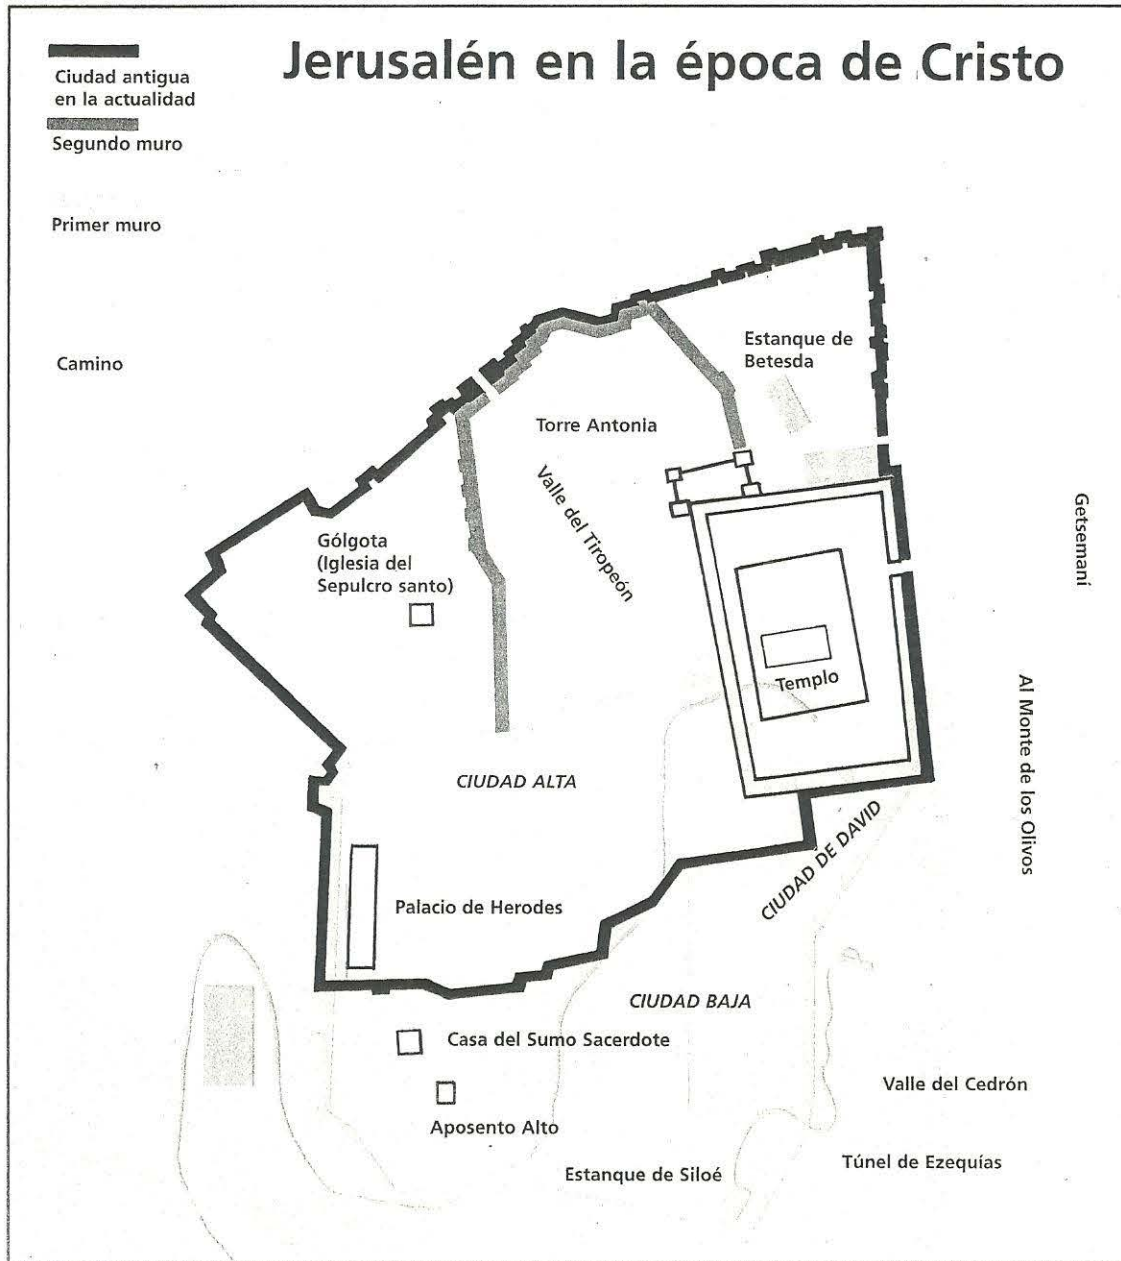 Jerusalén en la época de Cristo
Ciudad antigua
en la actualidad
Segundo muro
Primer muro
Camino
Estanque de
Betesda
Torre Antonia
Valle del Tiropeón
Getsemaní
Gólgota
(Iglesia del
Sepulcro santo)
Templo
Al Monte de los Olivos
CIUDAD ALTA
CIUDAD DE DAVID
Palacio de Herodes
CIUDAD BAJA
Casa del Sumo Sacerdote
Valle del Cedrón
Aposento Alto
Túnel de Ezequías
Estanque de Siloé